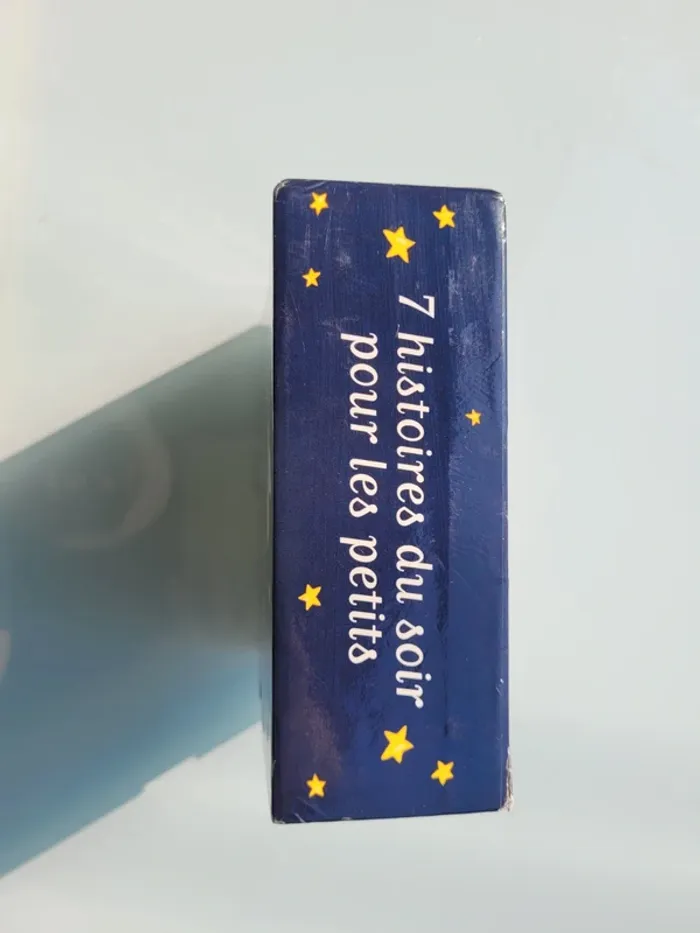 7 histoires du soir
pour les petits